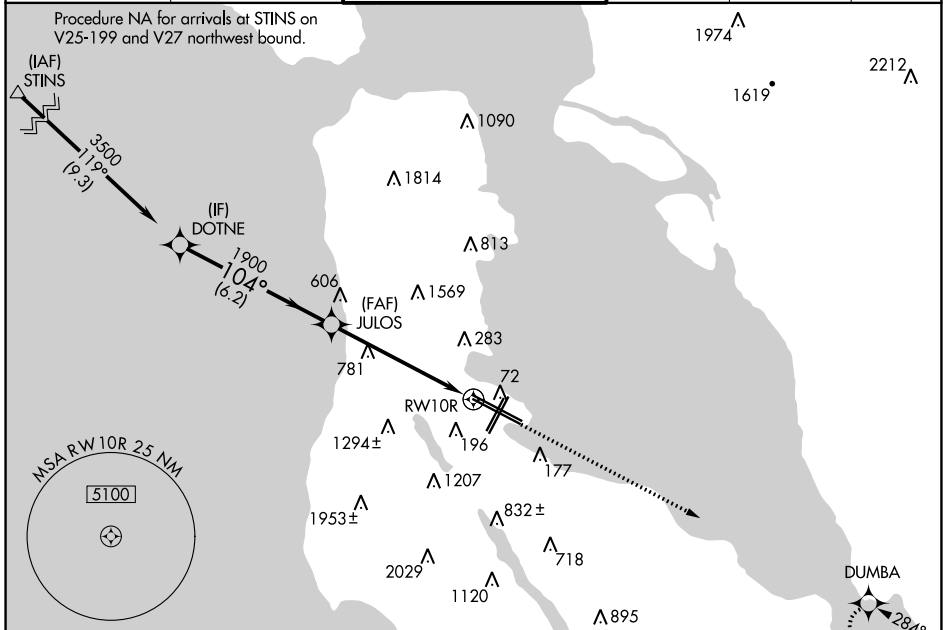 Procedure NA for arrivals at STINS on
V25-199 and V27 northwest bound.
(IAF)
STINS
3500
119°
(9.3)
(IF)
DOTNE
1900
104°
(6.2)
606
(FAF)
JULOS
781
1974
1619
2212
1090
1814
813
1569
283
72
RW10R
1294±
196
177
1207
1953±
832±
718
2029
1120
895
MSA RW10R 25 NM
5100
DUMBA
284°